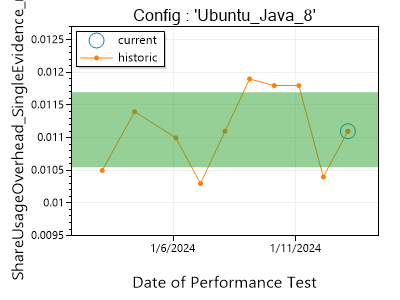 Config : 'Ubuntu_Java_8'
ShareUsageOverhead_SingleEvidence_
current
historic
0.0125
0.012
0.0115
0.011
0.0105
0.01
0.0095
1/6/2024
1/11/2024
Date of Performance Test